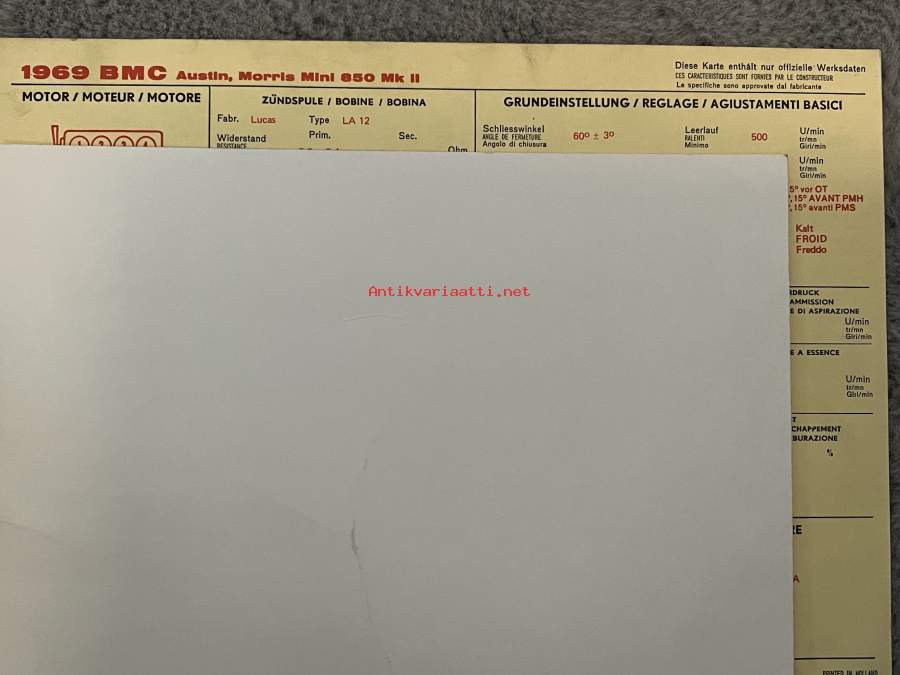 1969 BMC Austin, Morris Mini 850 Mk II
Diese Karte enthält nur offizielle Werksdaten
CES CARACTERISTIQUES SONT FORNIES PAR LE CONSTRUCTEUR
Le specifiche sono approvate dal fabricante
MOTOR / MOTEUR / MOTORE
ZÜNDSPULE / BOBINE / BOBINA
Fabr. Lucas Type LA 12
Widerstand Prim. Sec.
RESISTANCE
Ohm
GRUNDEINSTELLUNG / REGLAGE / AGIUSTAMENTI BASICI
Schliesswinkel
ANGLE DE FERMETURE
Angolo di chiusura
60° ± 3°
Leerlauf
RALENTI
Minimo
500
U/min
tr/mn
Giri/min
U/min
tr/mn
Giri/min
5° vor OT
15° AVANT PMH
15° avanti PMS
Kalt
FROID
Freddo
RDRUCK
AMMISSION
E DI ASPIRAZIONE
U/min
tr/mn
Giri/min
E A ESSENCE
U/min
tr/mn
Giri/min
T
CHAPPEMENT
BURAZIONE
%
RE
A
PRINTED IN HOLLAND
Antikvariaatti.net